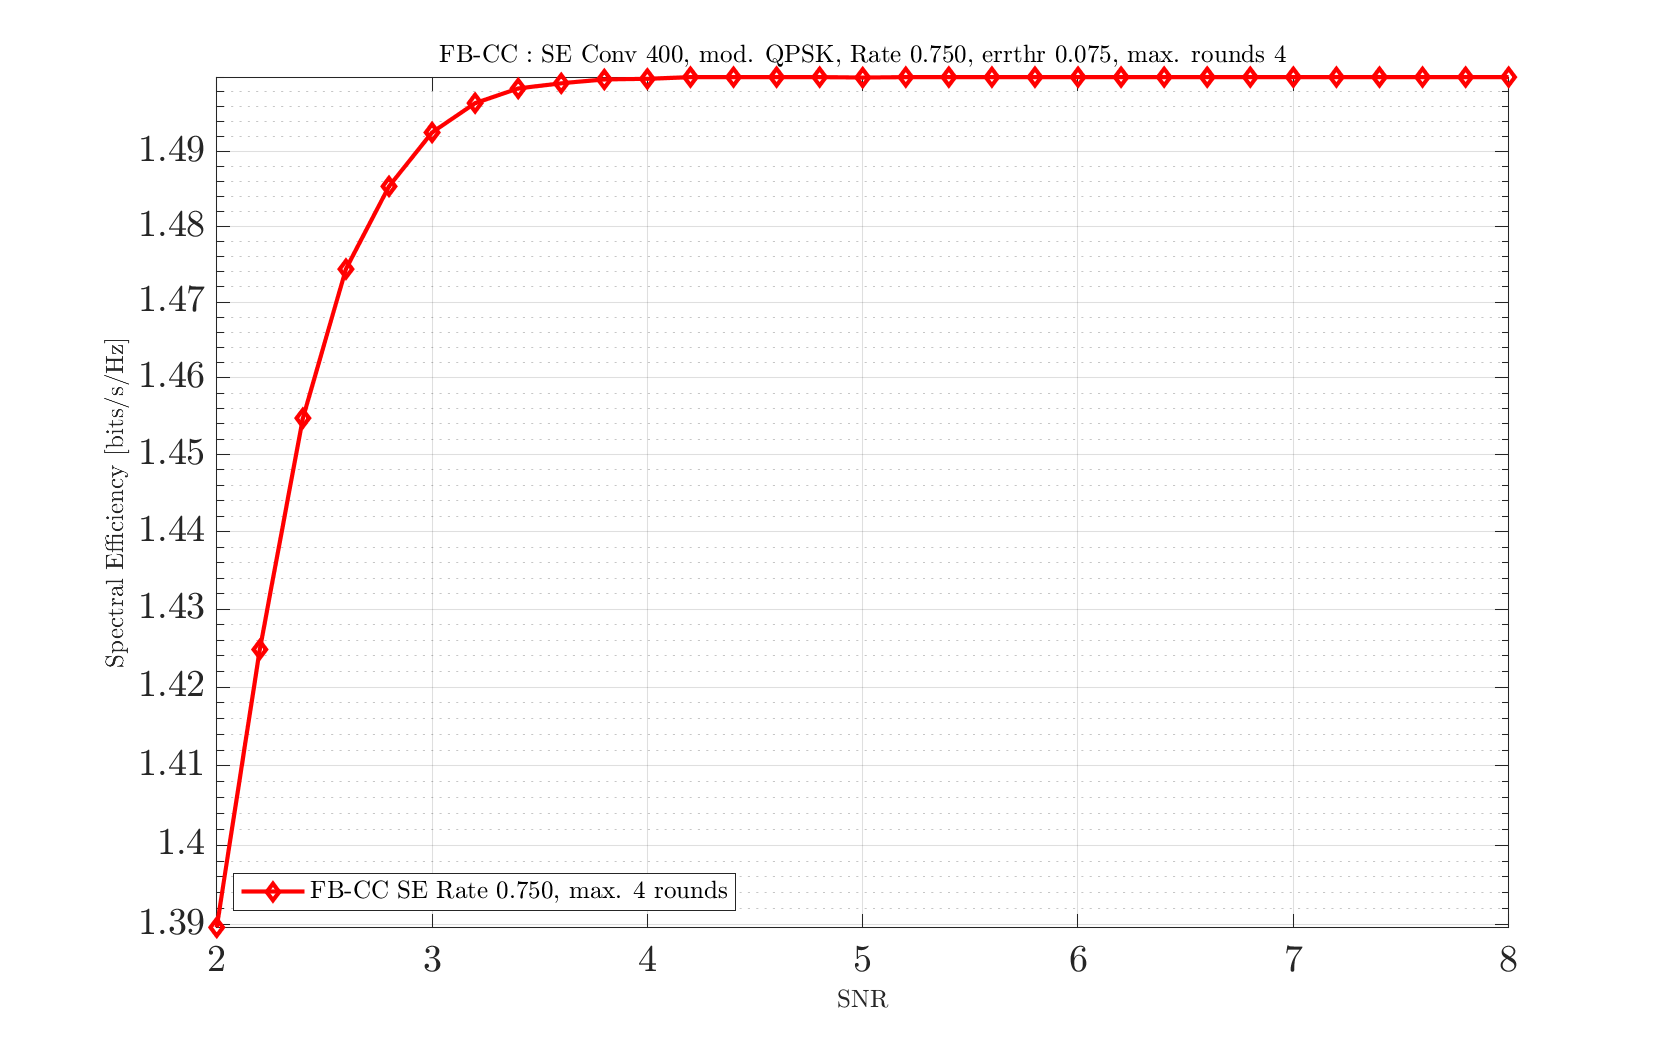 FB-CC : SE Conv 400, mod. QPSK, Rate 0.750, errthr 0.075, max. rounds 4
Spectral Efficiency [bits/s/Hz]
1.49
1.48
1.47
1.46
1.45
1.44
1.43
1.42
1.41
1.4
1.39
FB-CC SE Rate 0.750, max. 4 rounds
2 3 4 5 6 7 8
SNR